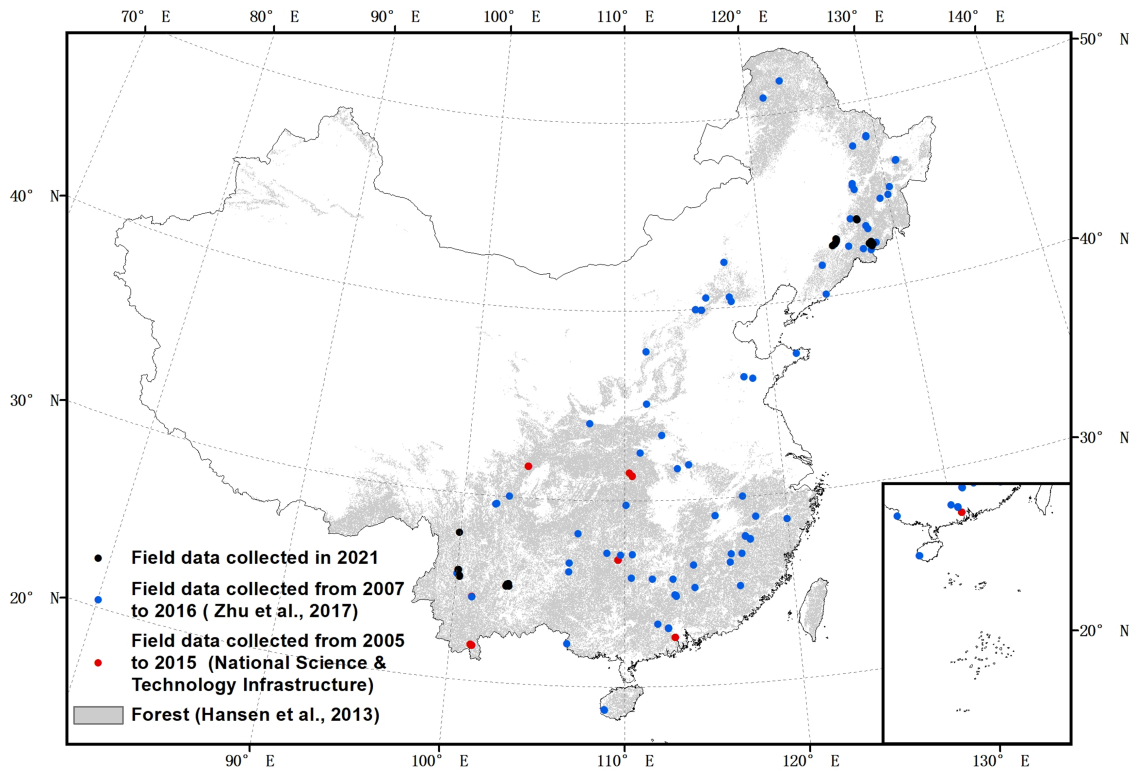 70° E 80° E 90° E 100° E 110° E 120° E 130° E 140° E
50° N
40° N
40° N
30° N
30° N
20° N
20° N
Field data collected in 2021
Field data collected from 2007
to 2016 ( Zhu et al., 2017)
Field data collected from 2005
to 2015 (National Science &
Technology Infrastructure)
Forest (Hansen et al., 2013)
90° E 100° E 110° E 120° E 130° E